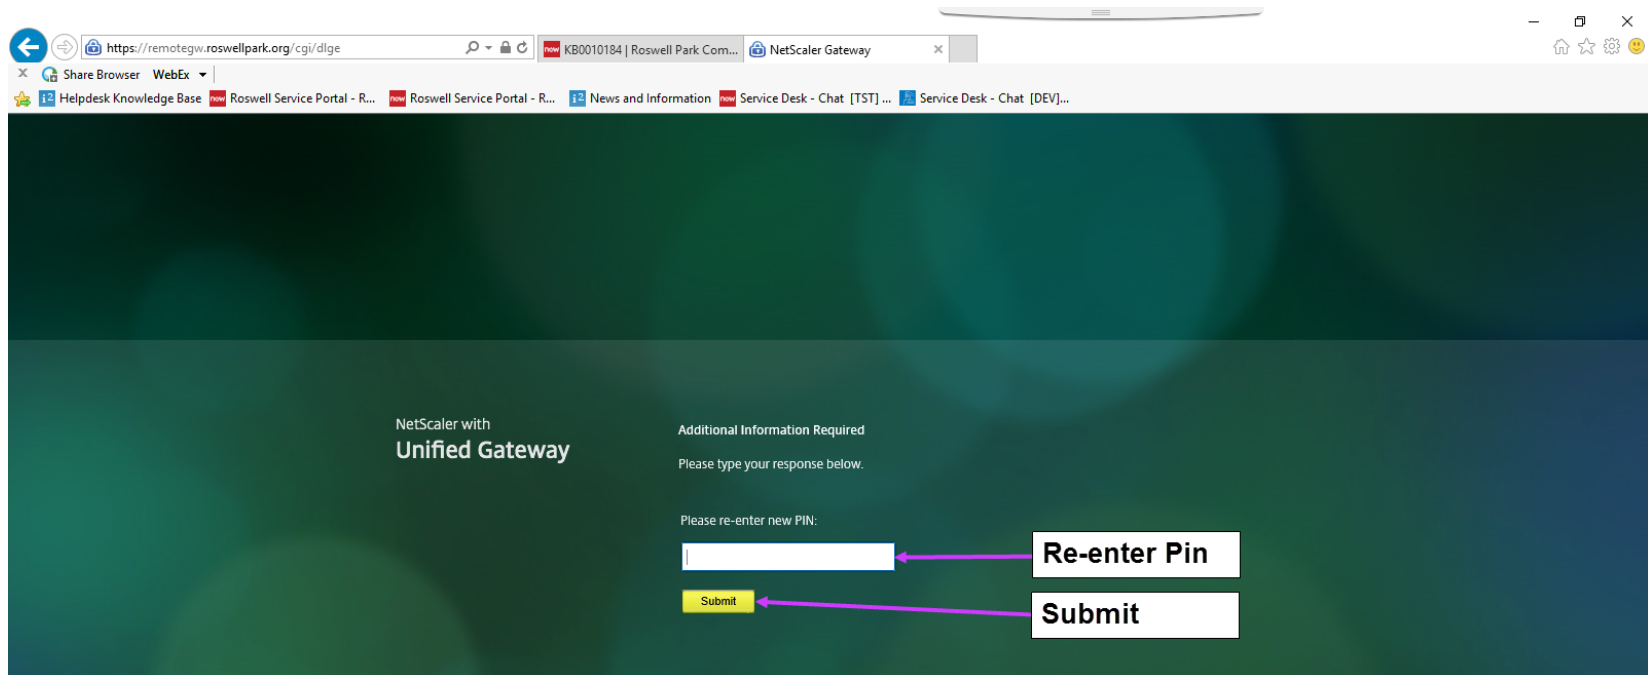 https://remotegw.roswellpark.org/cgi/dlge
KB0010184 | Roswell Park Com...
NetScaler Gateway
Share Browser WebEx
Helpdesk Knowledge Base
Roswell Service Portal - R...
Roswell Service Portal - R...
News and Information
Service Desk - Chat [TST] ...
Service Desk - Chat [DEV]...
NetScaler with
Unified Gateway
Additional Information Required
Please type your response below.
Please re-enter new PIN:
Re-enter Pin
Submit
Submit